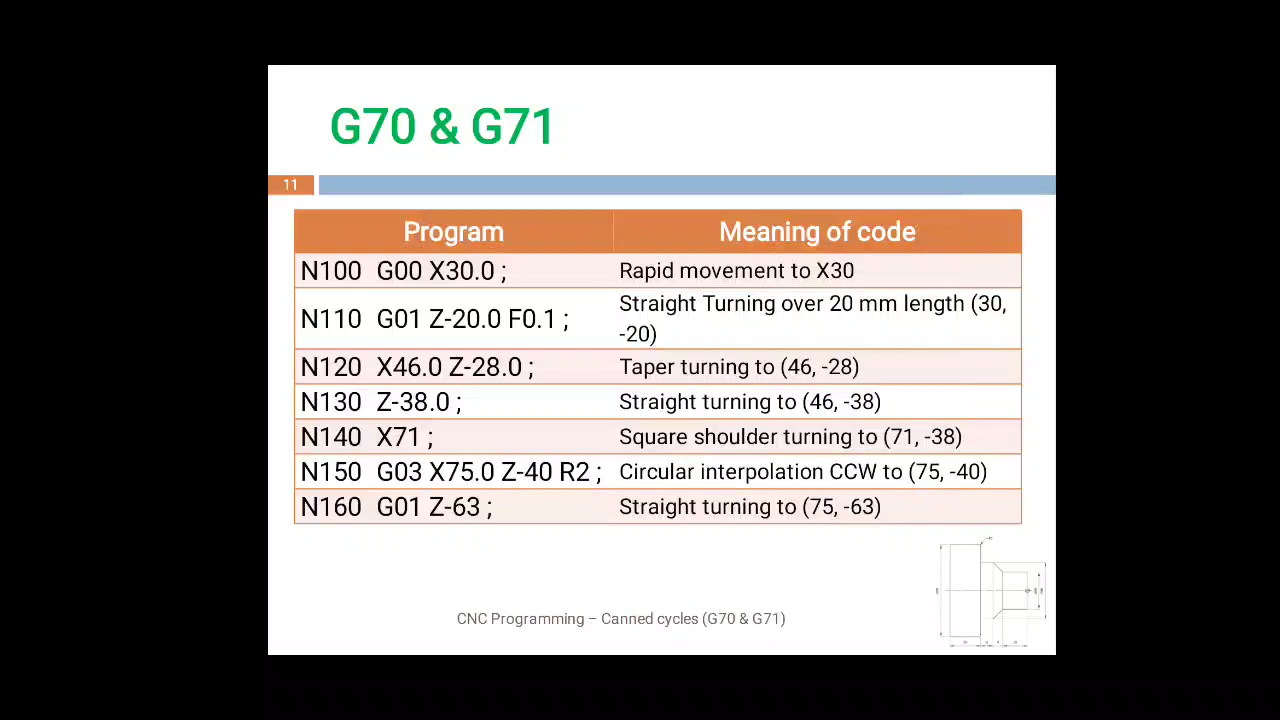 G70 & G71
11
Program Meaning of code
N100 G00 X30.0 ; Rapid movement to X30
N110 G01 Z-20.0 F0.1 ; Straight Turning over 20 mm length (30,
-20)
N120 X46.0 Z-28.0 ; Taper turning to (46, -28)
N130 Z-38.0 ; Straight turning to (46, -38)
N140 X71 ; Square shoulder turning to (71, -38)
N150 G03 X75.0 Z-40 R2 ; Circular interpolation CCW to (75, -40)
N160 G01 Z-63 ; Straight turning to (75, -63)
CNC Programming – Canned cycles (G70 & G71)